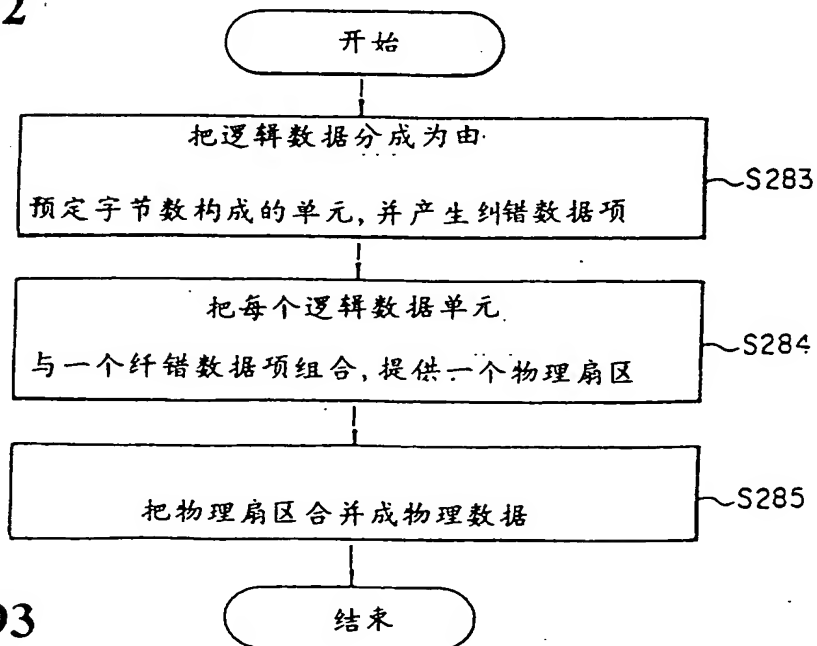 2
开始
把逻辑数据分成为由
预定字节数构成的单元,并产生纠错数据项
S283
把每个逻辑数据单元
与一个纤错数据项组合,提供一个物理扇区
S284
把物理扇区合并成物理数据
S285
93
结束